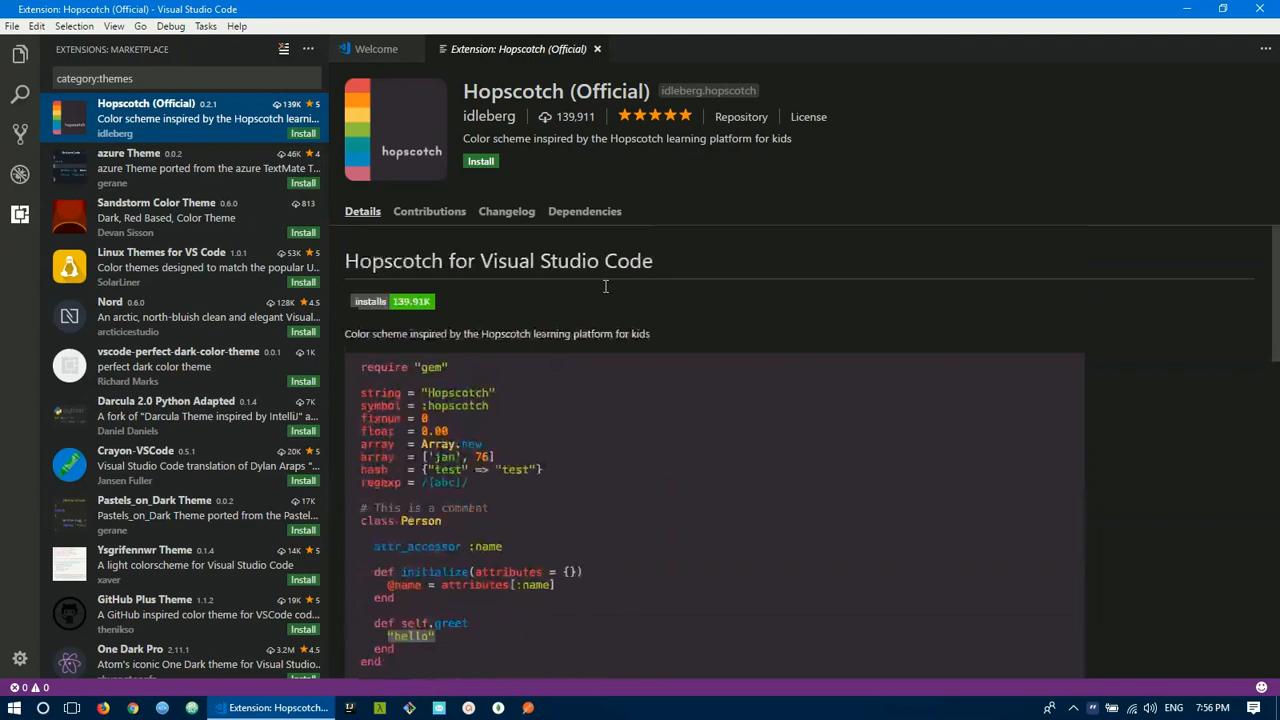 Extension: Hopscotch (Official) - Visual Studio Code
File Edit Selection View Go Debug Tasks Help
EXTENSIONS: MARKETPLACE
category:themes
Hopscotch (Official) 0.2.1 139K 5
Color scheme inspired by the Hopscotch learni...
idleberg Install
azure Theme 0.0.2 46K 4
azure Theme ported from the azure TextMate T...
gerane Install
Sandstorm Color Theme 0.6.0 813
Dark, Red Based, Color Theme
Devan Sisson Install
Linux Themes for VS Code 1.0.1 53K 5
Color themes designed to match the popular U...
SolarLiner Install
Nord 0.6.0 128K 4.5
An arctic, north-bluish clean and elegant Visual...
arcticicestudio Install
vscode-perfect-dark-color-theme 0.0.1 1K
perfect dark color theme
Richard Marks Install
Darcula 2.0 Python Adapted 0.1.4 7K
A fork of "Darcula Theme inspired by IntelliJ" a...
Daniel Daniels Install
Crayon-VSCode 0.5.1 20K 5
Visual Studio Code translation of Dylan Araps "...
Jansen Fuller Install
Pastels_on_Dark Theme 0.0.2 17K
Pastels_on_Dark Theme ported from the Pastel...
gerane Install
Ysgrifennwr Theme 0.1.4 14K 5
A light colorscheme for Visual Studio Code
xaver Install
GitHub Plus Theme 1.1.2 19K 5
A GitHub inspired color theme for VSCode cod...
thenikso Install
One Dark Pro 2.11.1 3.2M 4.5
Atom's iconic One Dark theme for Visual Studio...
Welcome
Extension: Hopscotch (Official)
hopscotch
Hopscotch (Official) idleberg.hopscotch
idleberg 139,911 Repository License
Color scheme inspired by the Hopscotch learning platform for kids
Install
Details Contributions Changelog Dependencies
Hopscotch for Visual Studio Code
installs 139.91K
Color scheme inspired by the Hopscotch learning platform for kids
require "gem"
string = "Hopscotch"
symbol = :hopscotch
fixnum = 0
float = 0.00
array = Array.new
array = ['jan', 76]
hash = {"test" => "test"}
regexp = /[abc]/
# This is a comment
class Person
attr_accessor :name
def initialize(attributes = {})
@name = attributes[:name]
end
def self.greet
"hello"
end
end
0 0
Extension: Hopscotch...
ENG 7:56 PM